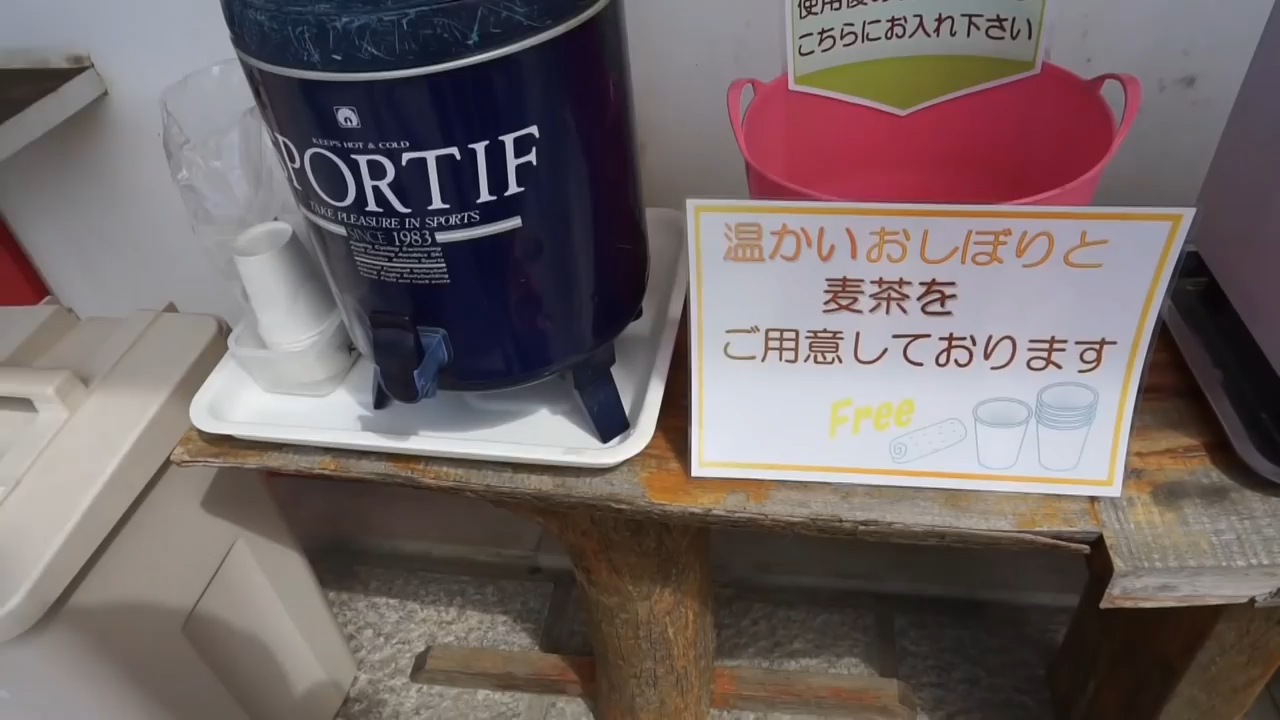 こちらにお入れ下さい
KEEPS HOT & COLD
PORTIF
TAKE PLEASURE IN SPORTS
SINCE 1983
温かいおしぼりと
麦茶を
ご用意しております
Free